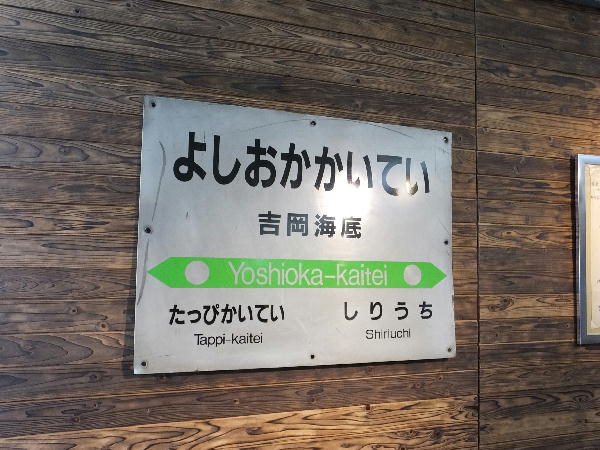 よしおかかいてい
吉岡海底
Yoshioka-kaitei
たっぴかいてい しりうち
Tappi-kaitei Shiriuchi